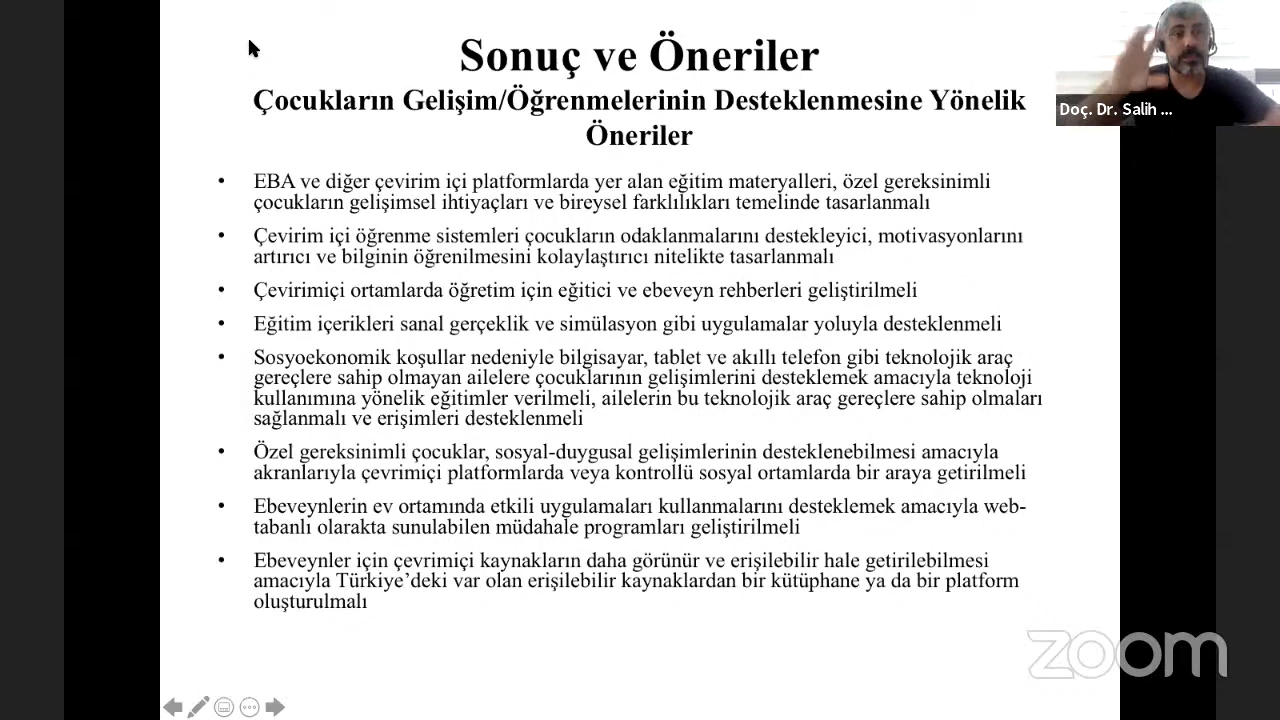 Sonuç ve Öneriler
Çocukların Gelişim/Öğrenmelerinin Desteklenmesine Yönelik
Öneriler
Doç. Dr. Salih ...
• EBA ve diğer çevirim içi platformlarda yer alan eğitim materyalleri, özel gereksinimli
çocukların gelişimsel ihtiyaçları ve bireysel farklılıkları temelinde tasarlanmalı
• Çevirim içi öğrenme sistemleri çocukların odaklanmalarını destekleyici, motivasyonlarını
artırıcı ve bilginin öğrenilmesini kolaylaştırıcı nitelikte tasarlanmalı
• Çevirimiçi ortamlarda öğretim için eğitici ve ebeveyn rehberleri geliştirilmeli
• Eğitim içerikleri sanal gerçeklik ve simülasyon gibi uygulamalar yoluyla desteklenmeli
• Sosyoekonomik koşullar nedeniyle bilgisayar, tablet ve akıllı telefon gibi teknolojik araç
gereçlere sahip olmayan ailelere çocuklarının gelişimlerini desteklemek amacıyla teknoloji
kullanımına yönelik eğitimler verilmeli, ailelerin bu teknolojik araç gereçlere sahip olmaları
sağlanmalı ve erişimleri desteklenmeli
• Özel gereksinimli çocuklar, sosyal-duygusal gelişimlerinin desteklenebilmesi amacıyla
akranlarıyla çevrimiçi platformlarda veya kontrollü sosyal ortamlarda bir araya getirilmeli
• Ebeveynlerin ev ortamında etkili uygulamaları kullanmalarını desteklemek amacıyla web-
tabanlı olarakta sunulabilen müdahale programları geliştirilmeli
• Ebeveynler için çevrimiçi kaynakların daha görünür ve erişilebilir hale getirilebilmesi
amacıyla Türkiye’deki var olan erişilebilir kaynaklardan bir kütüphane ya da bir platform
oluşturulmalı
zoom